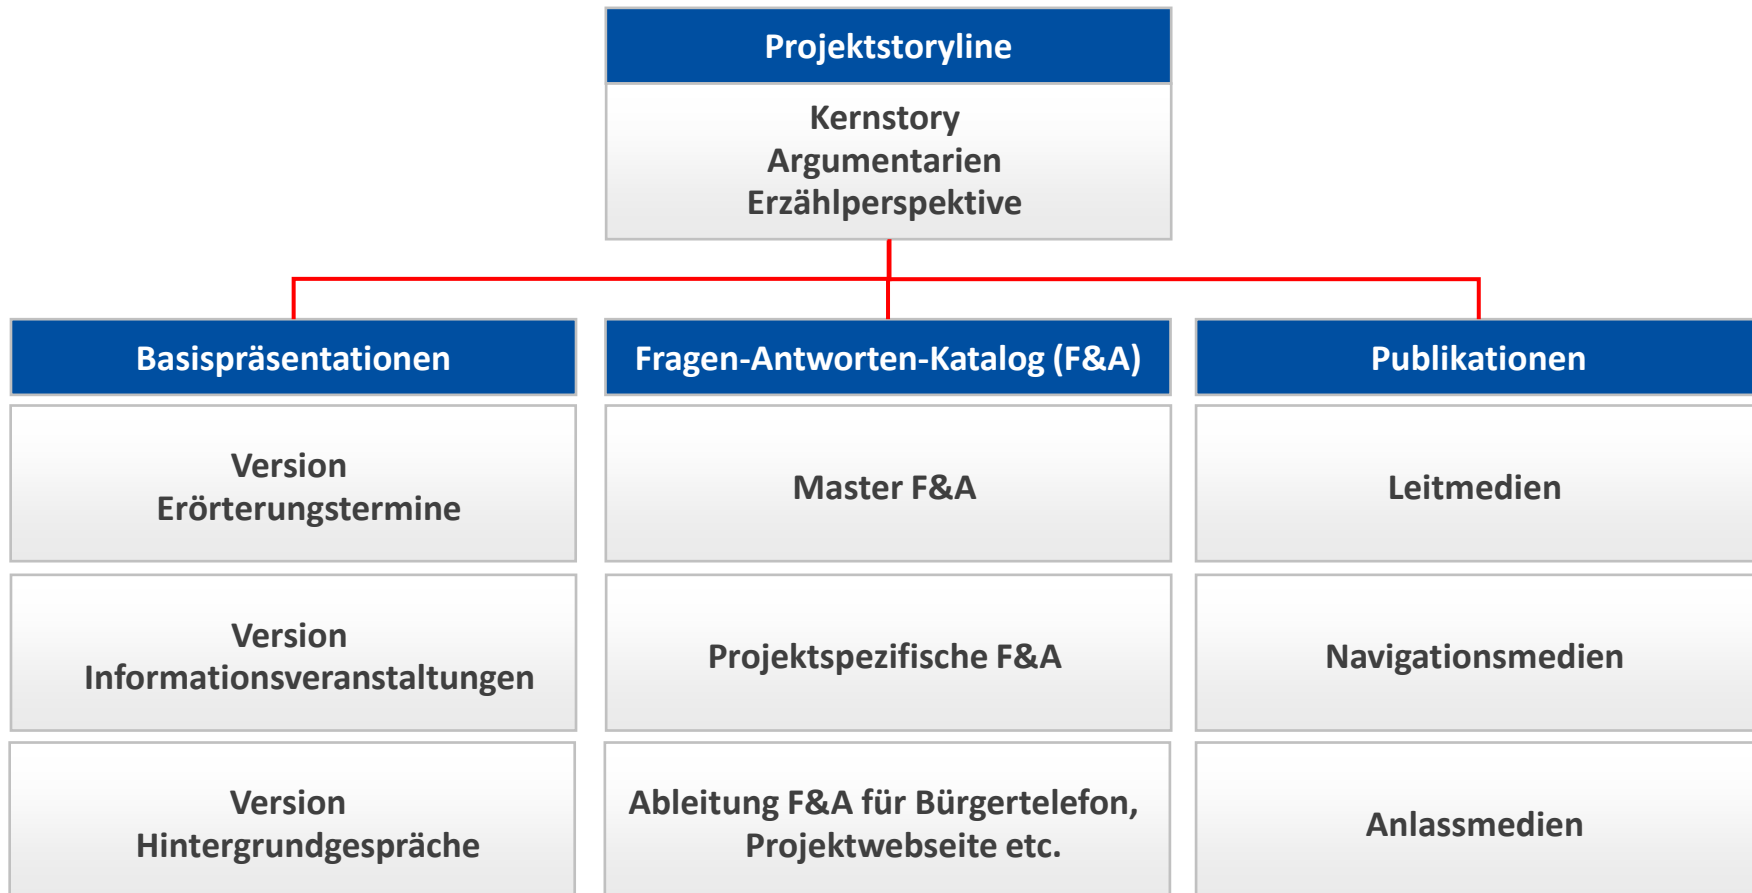 Projektstoryline
Kernstory
Argumentarien
Erzählperspektive
Basispräsentationen
Fragen-Antworten-Katalog (F&A)
Publikationen
Version
Erörterungstermine
Master F&A
Leitmedien
Version
Informationsveranstaltungen
Projektspezifische F&A
Navigationsmedien
Version
Hintergrundgespräche
Ableitung F&A für Bürgertelefon,
Projektwebseite etc.
Anlassmedien